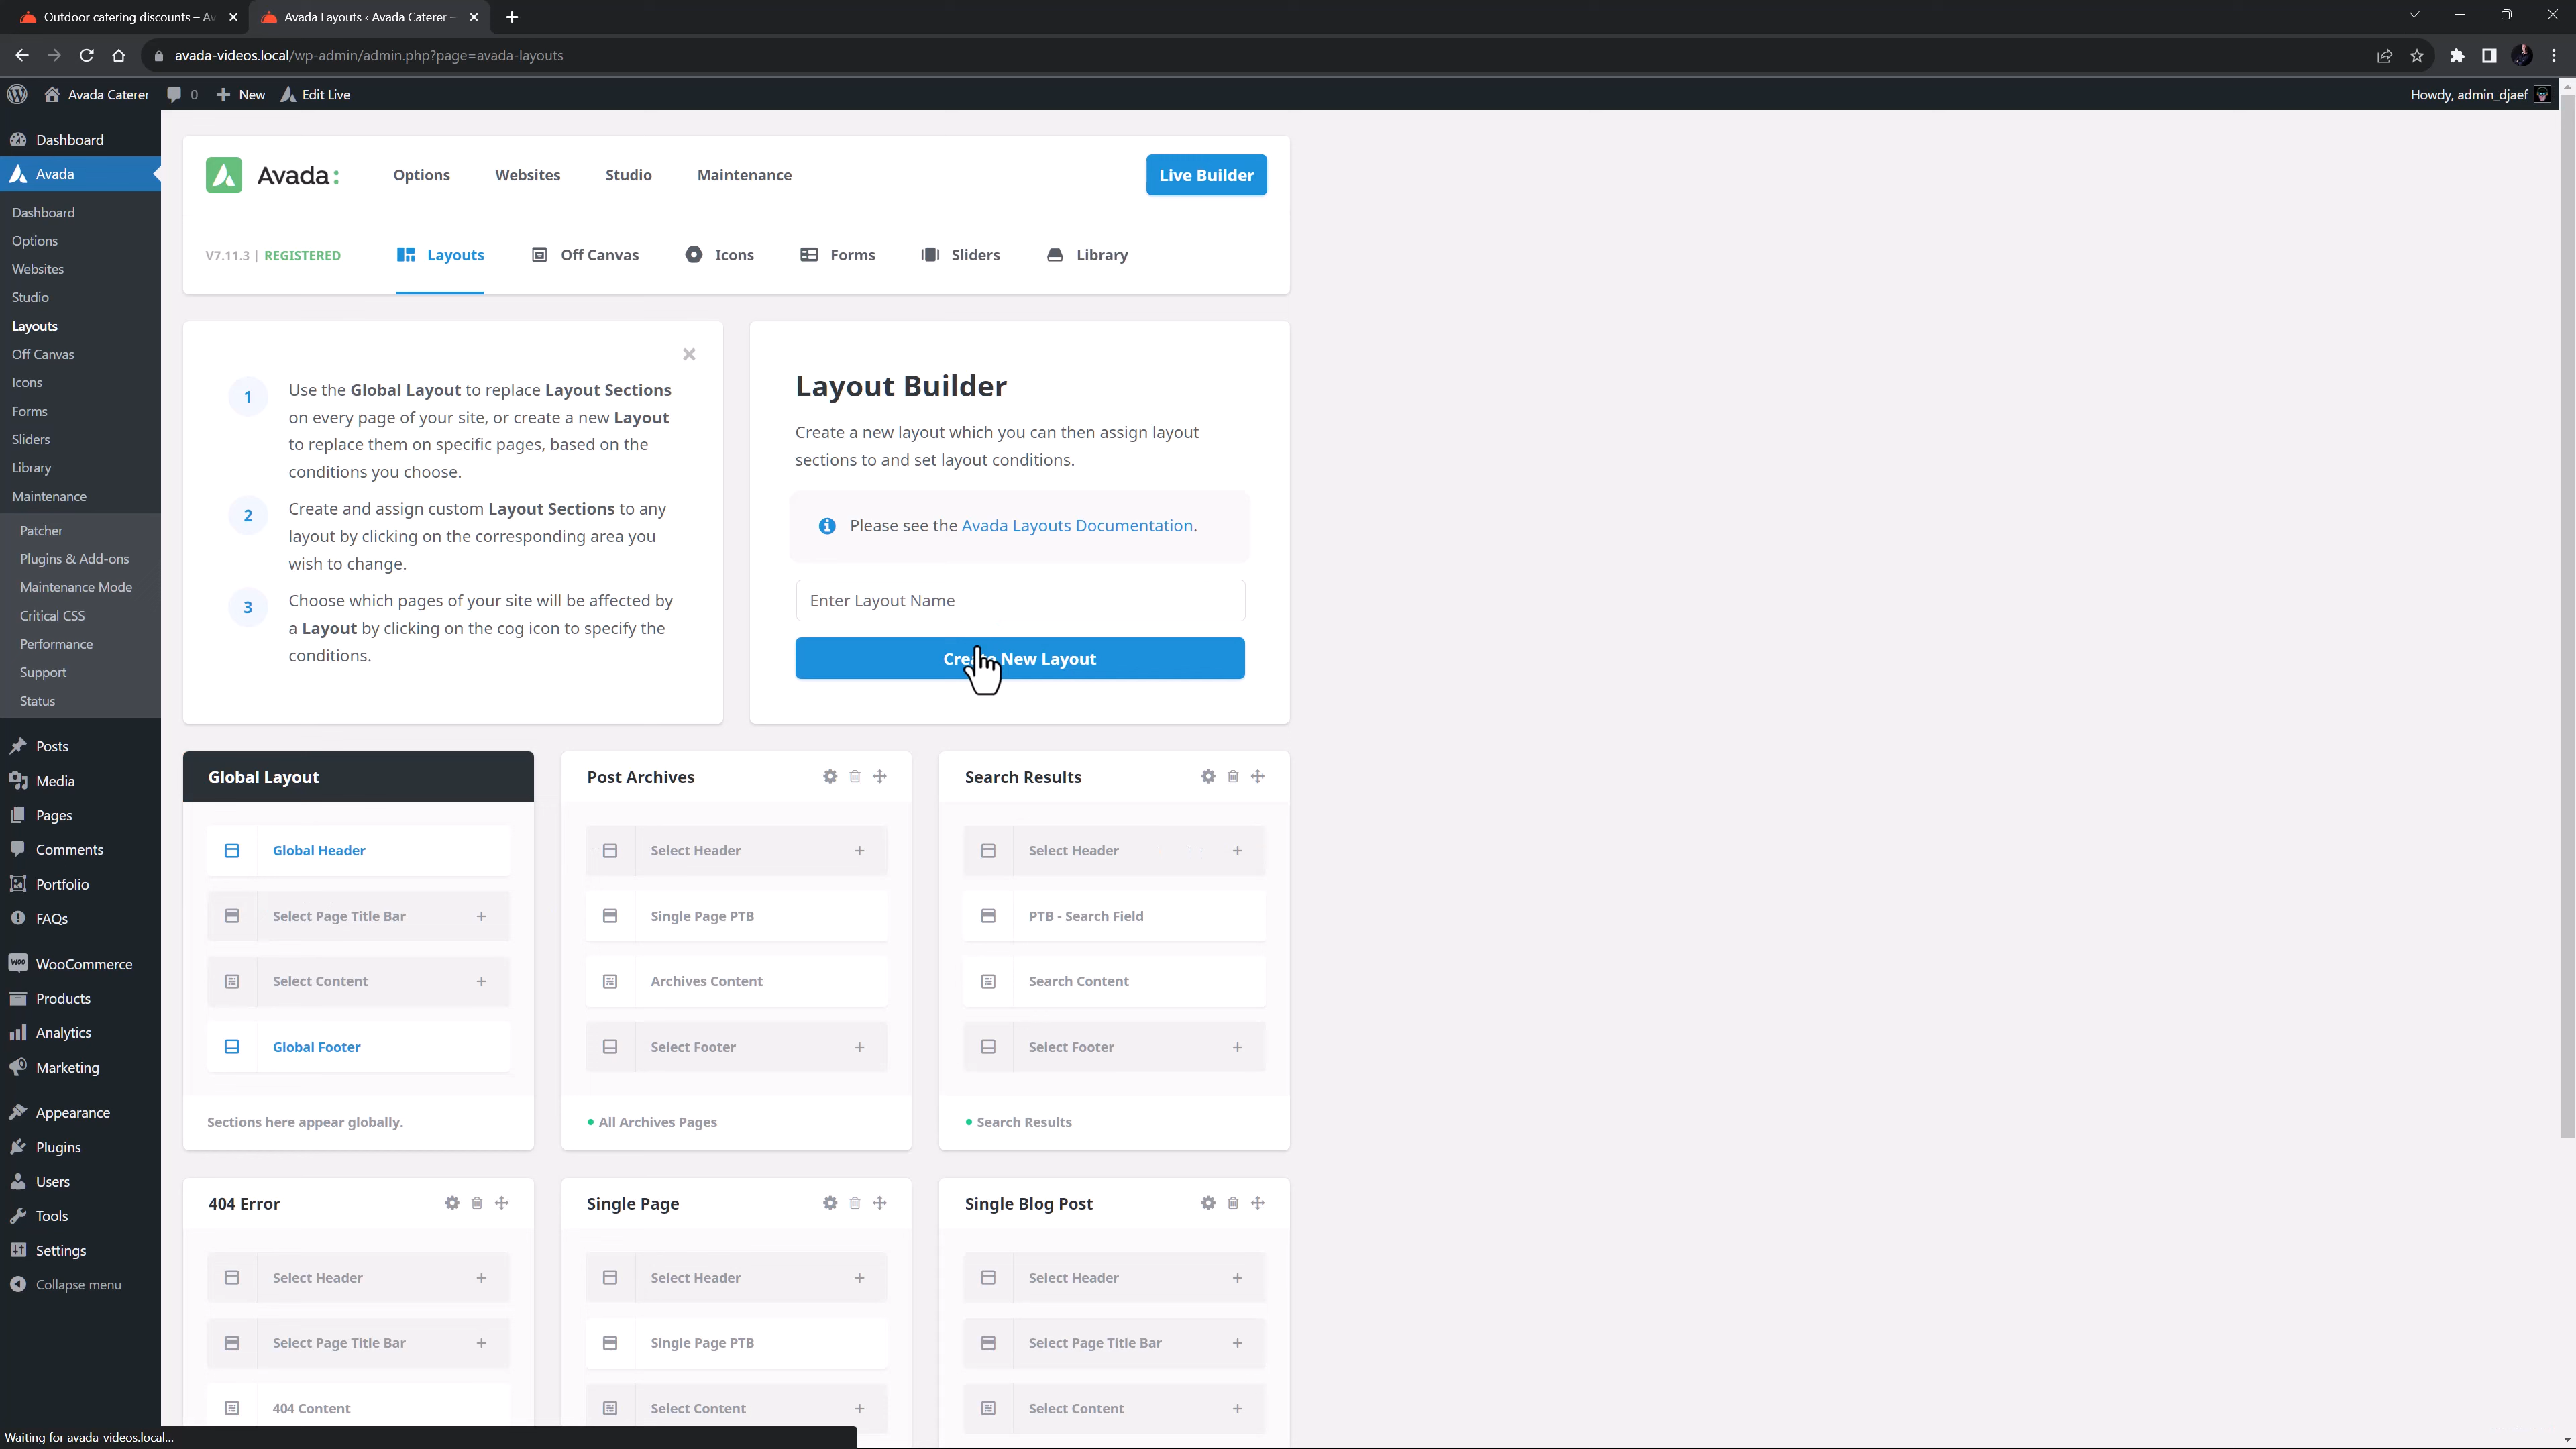 Outdoor catering discounts – Av
Avada Layouts ‹ Avada Caterer –
avada-videos.local/wp-admin/admin.php?page=avada-layouts
Avada Caterer
0
New
Edit Live
Howdy, admin_djaef
Dashboard
Avada
Dashboard
Options
Websites
Studio
Layouts
Off Canvas
Icons
Forms
Sliders
Library
Maintenance
Patcher
Plugins & Add-ons
Maintenance Mode
Critical CSS
Performance
Support
Status
Posts
Media
Pages
Comments
Portfolio
FAQs
WooCommerce
Products
Analytics
Marketing
Appearance
Plugins
Users
Tools
Settings
Collapse menu
Avada:
Options
Websites
Studio
Maintenance
Live Builder
V7.11.3 | REGISTERED
Layouts
Off Canvas
Icons
Forms
Sliders
Library
1
Use the Global Layout to replace Layout Sections
on every page of your site, or create a new Layout
to replace them on specific pages, based on the
conditions you choose.
2
Create and assign custom Layout Sections to any
layout by clicking on the corresponding area you
wish to change.
3
Choose which pages of your site will be affected by
a Layout by clicking on the cog icon to specify the
conditions.
Layout Builder
Create a new layout which you can then assign layout
sections to and set layout conditions.
Please see the Avada Layouts Documentation.
Enter Layout Name
Create New Layout
Global Layout
Global Header
Select Page Title Bar
Select Content
Global Footer
Sections here appear globally.
Post Archives
Select Header
Single Page PTB
Archives Content
Select Footer
All Archives Pages
Search Results
Select Header
PTB - Search Field
Search Content
Select Footer
Search Results
404 Error
Select Header
Select Page Title Bar
404 Content
Single Page
Select Header
Single Page PTB
Select Content
Single Blog Post
Select Header
Select Page Title Bar
Select Content
Waiting for avada-videos.local...